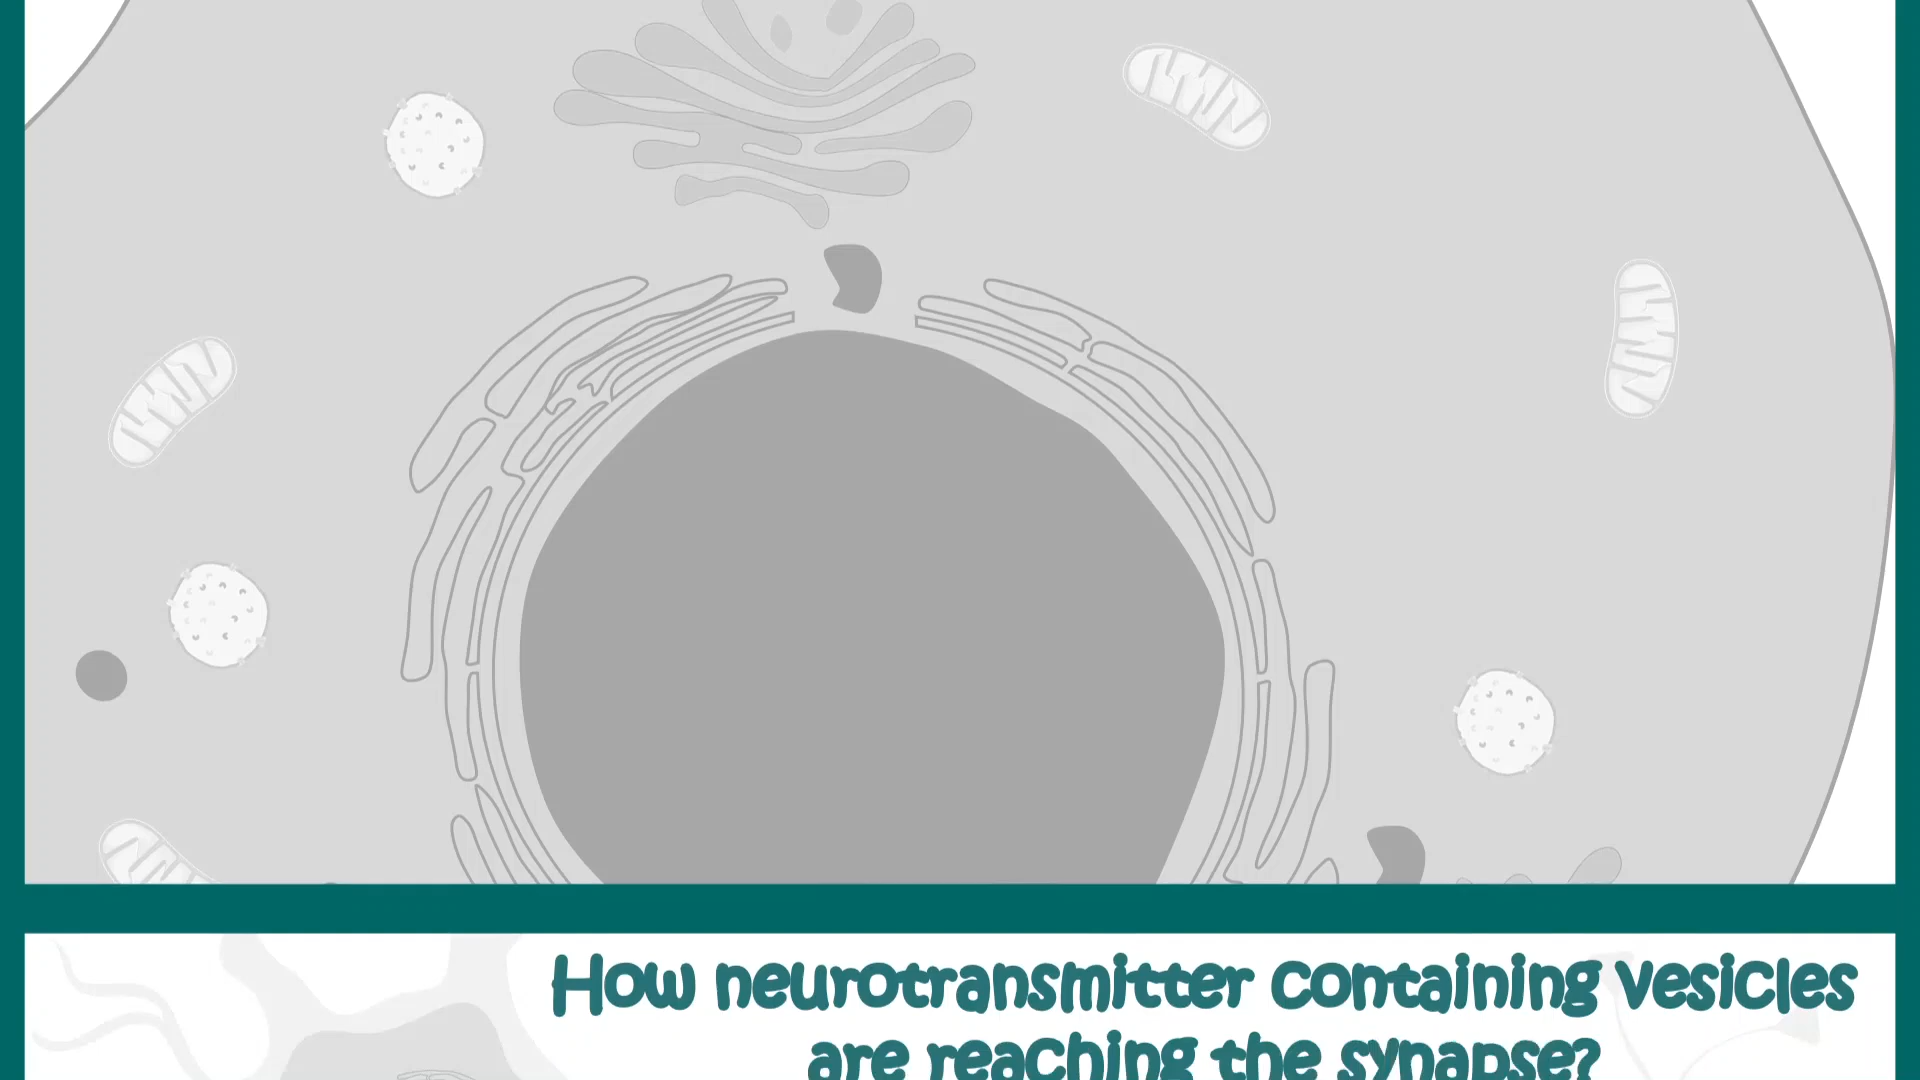 How neurotransmitter containing vesicles
are reaching the synapse?